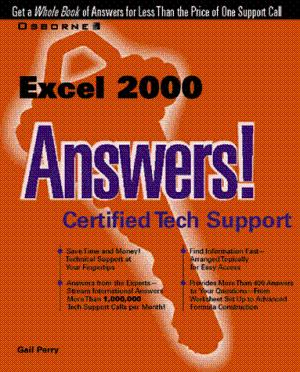 Get a Whole Book of Answers for Less Than the Price of One Support Call
OSBORNE
Excel 2000
Answers!
Certified Tech Support
Save Time and Money!
Technical Support at
Your Fingertips
Answers from the Experts—
Stream International Answers
More Than 1,000,000
Tech Support Calls per Month!
Find Information Fast—
Arranged Topically
for Easy Access
Provides More Than 400 Answers
to Your Questions—From
Worksheet Set Up to Advanced
Formula Construction
Gail Perry